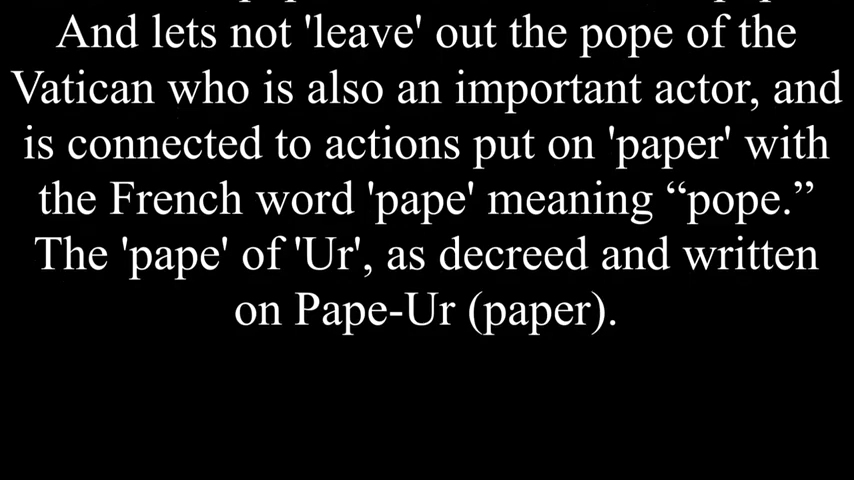 And lets not 'leave' out the pope of the
Vatican who is also an important actor, and
is connected to actions put on 'paper' with
the French word 'pape' meaning “pope.”
The 'pape' of 'Ur', as decreed and written
on Pape-Ur (paper).